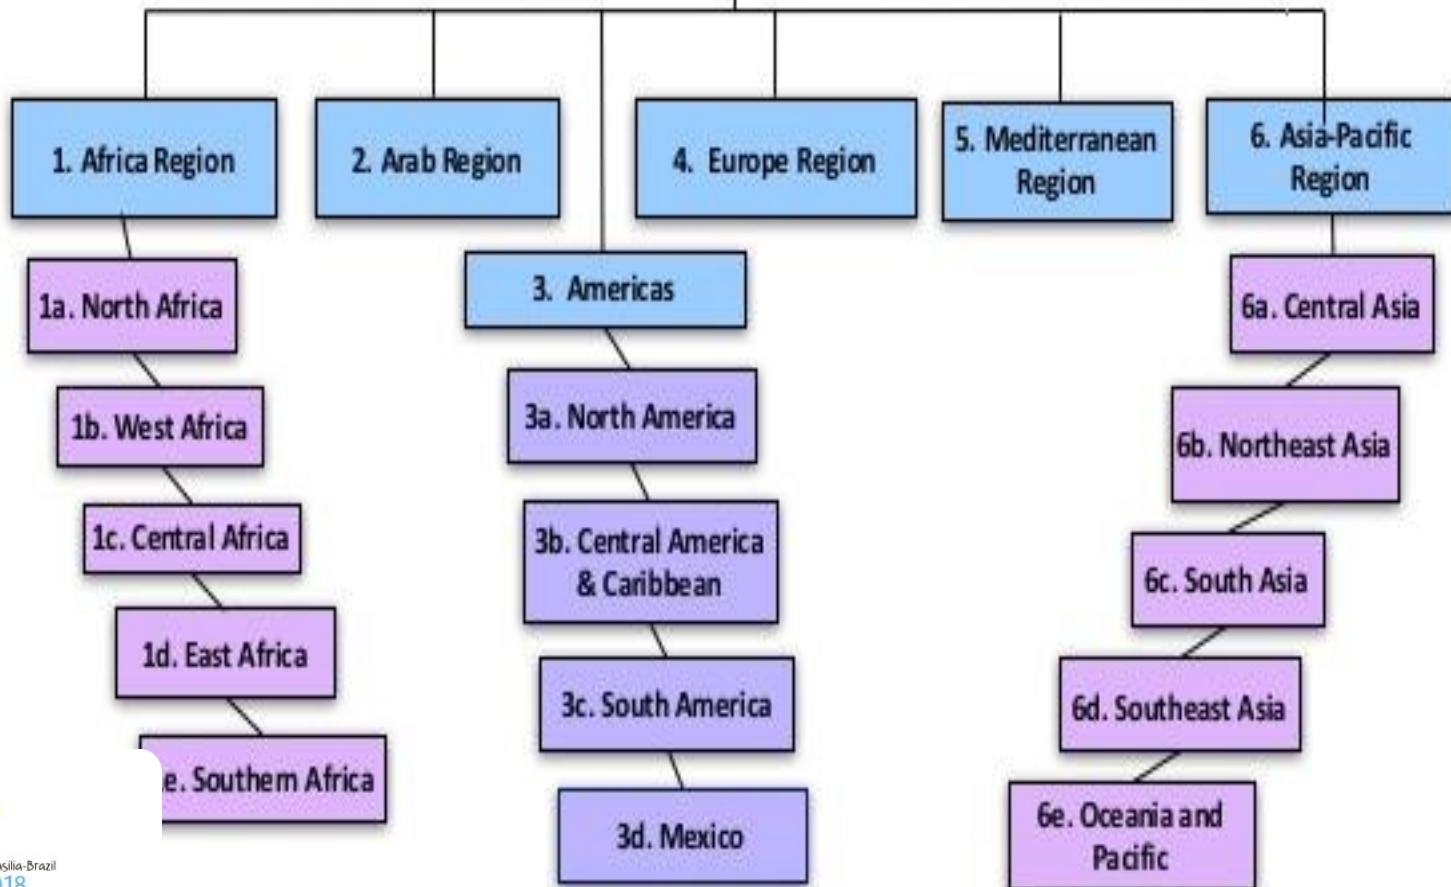 1. Africa Region
2. Arab Region
4. Europe Region
5. Mediterranean
Region
6. Asia-Pacific
Region
3. Americas
1a. North Africa
1b. West Africa
1c. Central Africa
1d. East Africa
e. Southern Africa
3a. North America
3b. Central America
& Caribbean
3c. South America
3d. Mexico
6a. Central Asia
6b. Northeast Asia
6c. South Asia
6d. Southeast Asia
6e. Oceania and
Pacific
asilia-Brazil
018